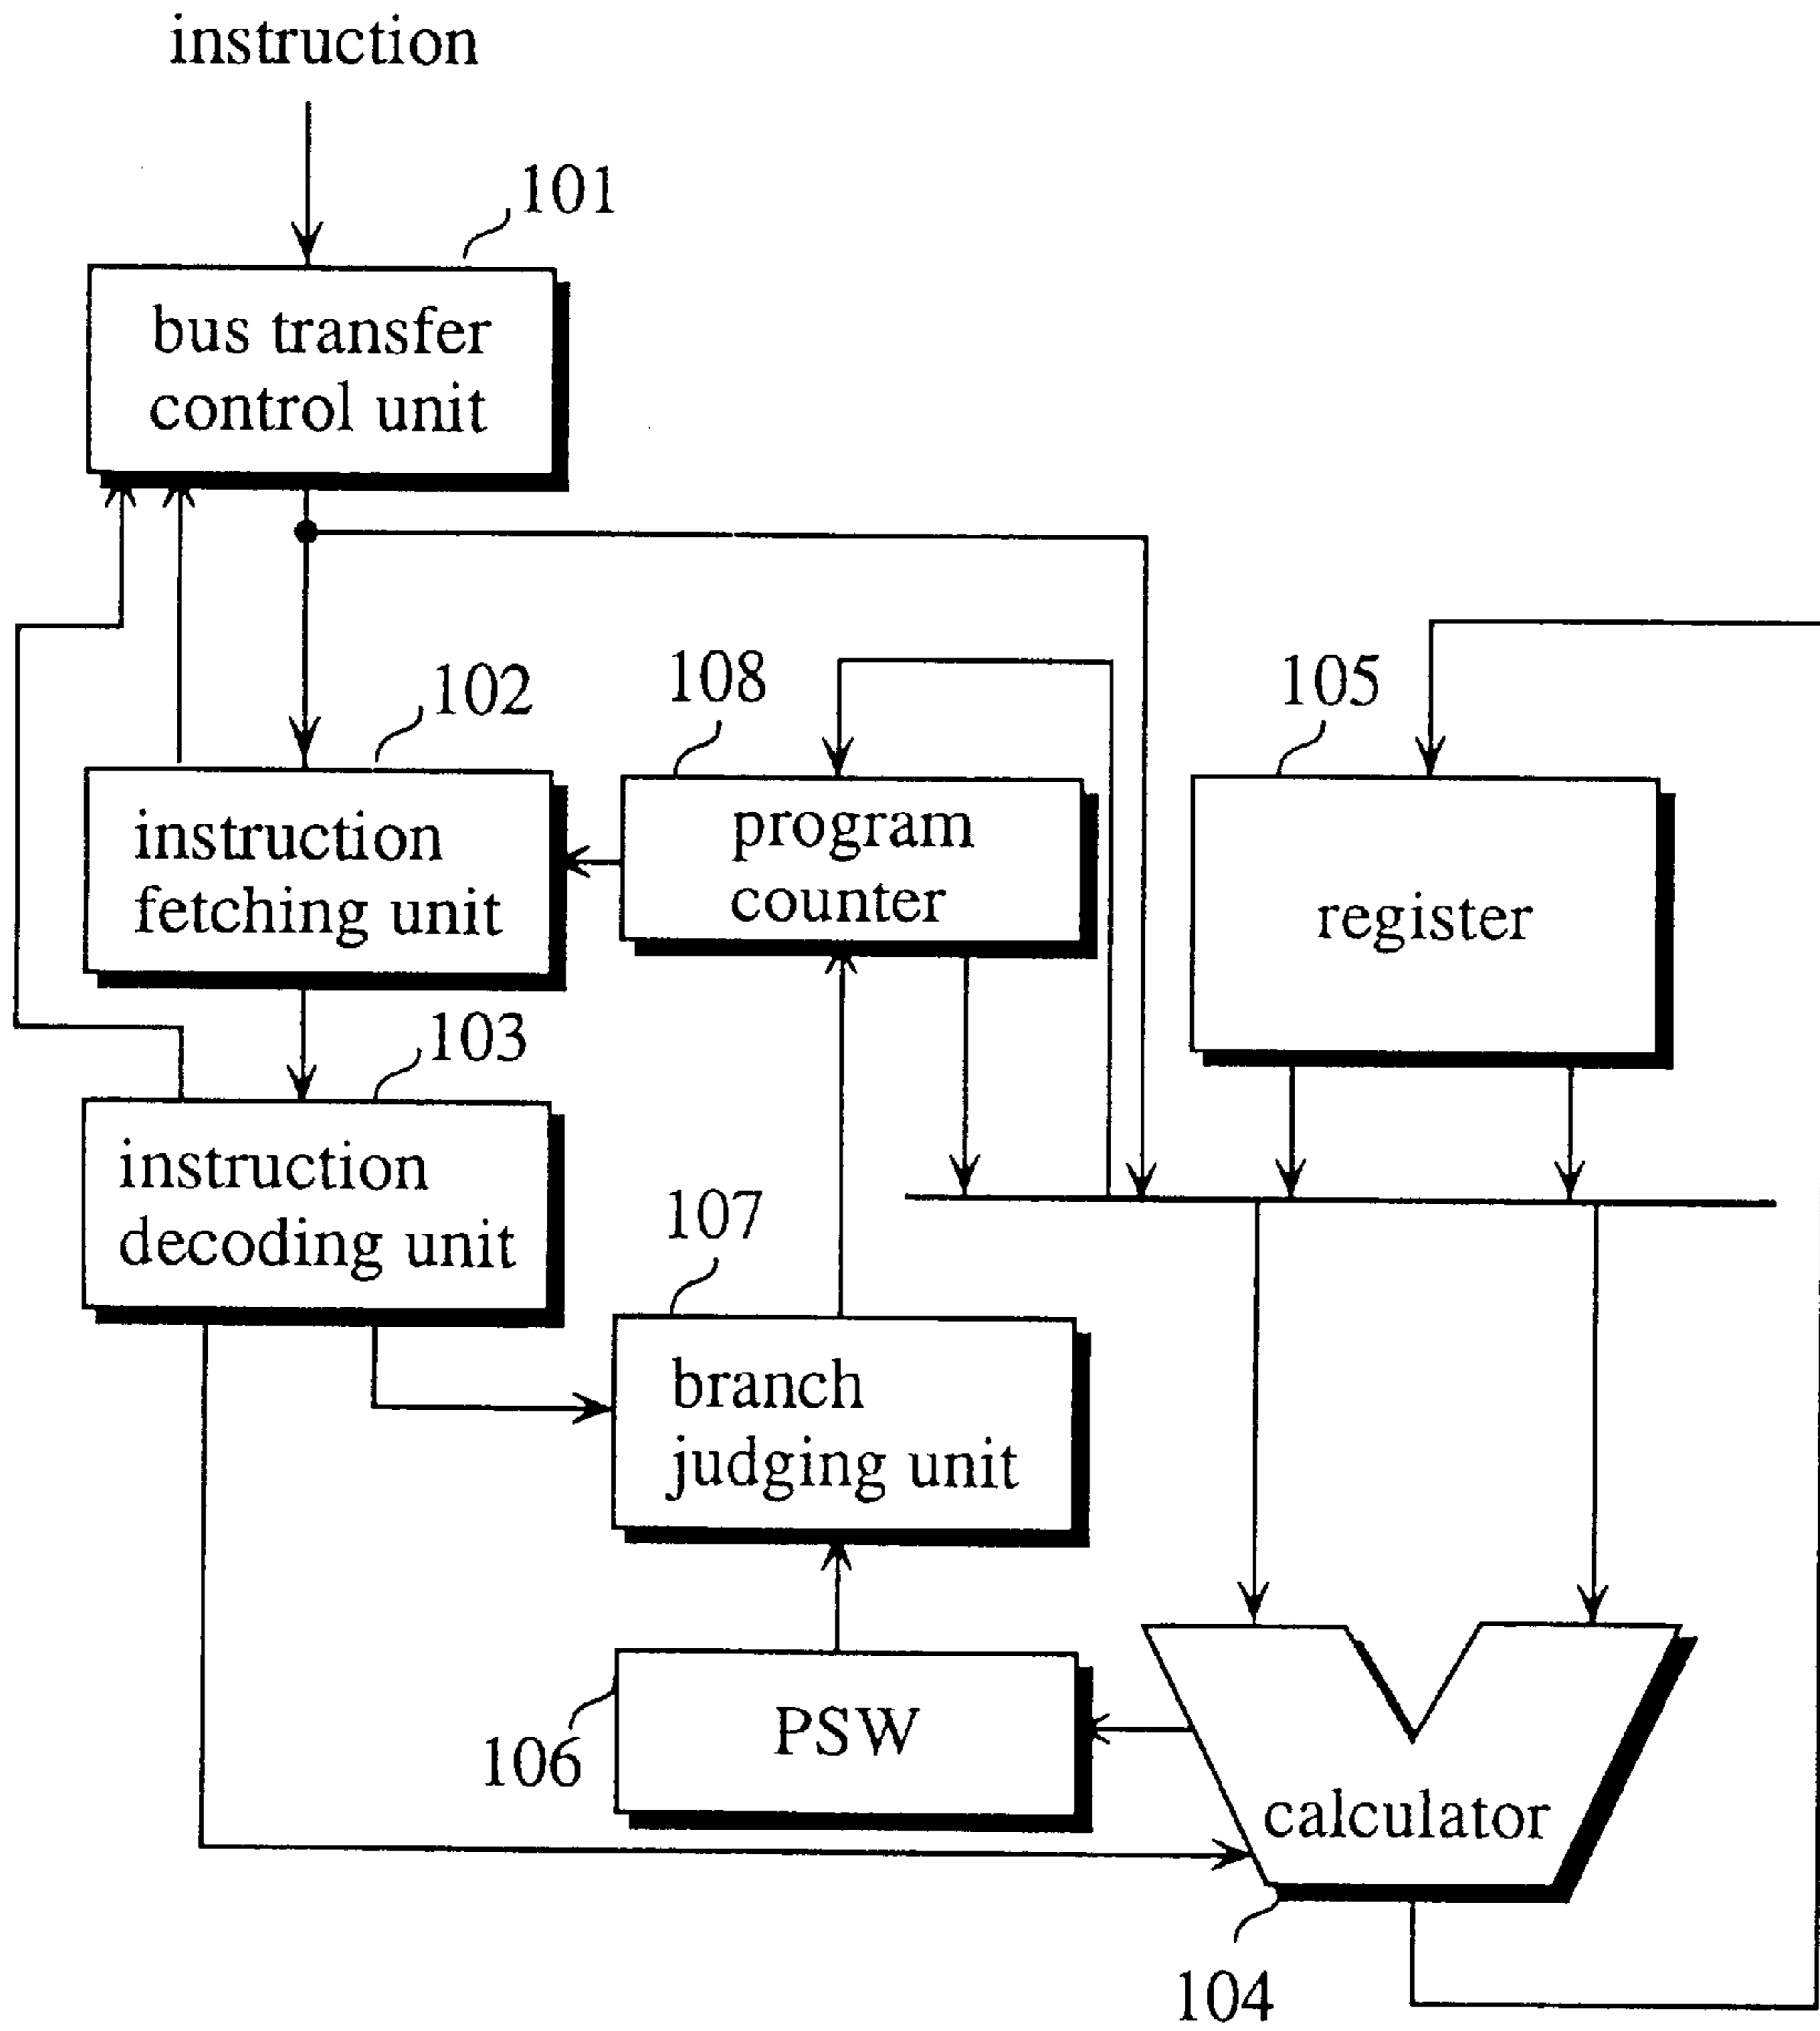 instruction
101
bus transfer
control unit
102
108
105
instruction
fetching unit
program
counter
register
103
instruction
decoding unit
107
branch
judging unit
106
PSW
calculator
104